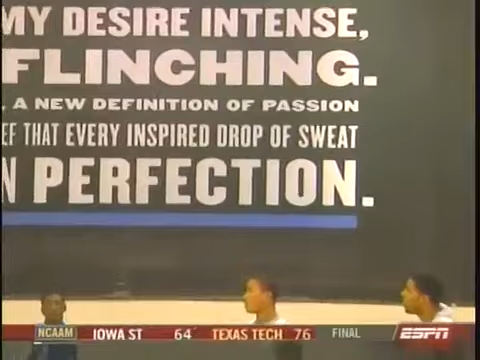 MY DESIRE INTENSE,
FLINCHING.
, A NEW DEFINITION OF PASSION
EF THAT EVERY INSPIRED DROP OF SWEAT
N PERFECTION.
NCAAM IOWA ST 64 TEXAS TECH 76 FINAL ESPN